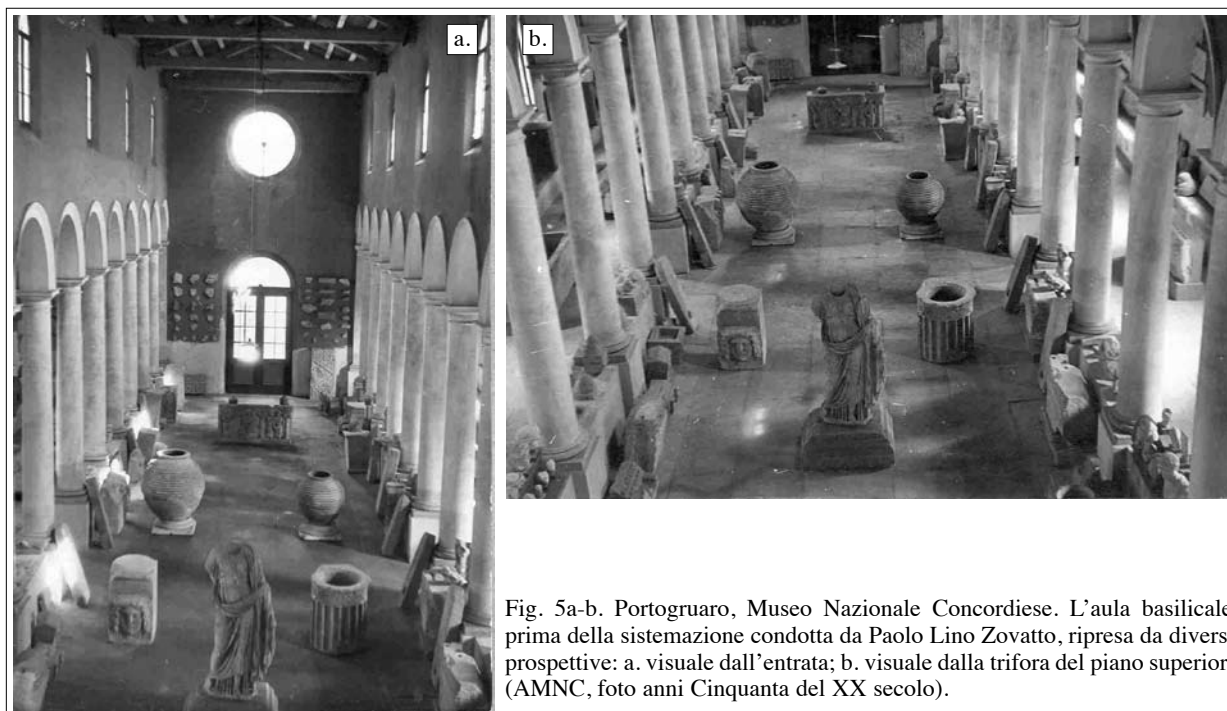 a.
b.
Fig. 5a-b. Portogruaro, Museo Nazionale Concordiese. L'aula basilicale
prima della sistemazione condotta da Paolo Lino Zovatto, ripresa da divers
prospettive: a. visuale dall'entrata; b. visuale dalla trifora del piano superior
(AMNC, foto anni Cinquanta del XX secolo).